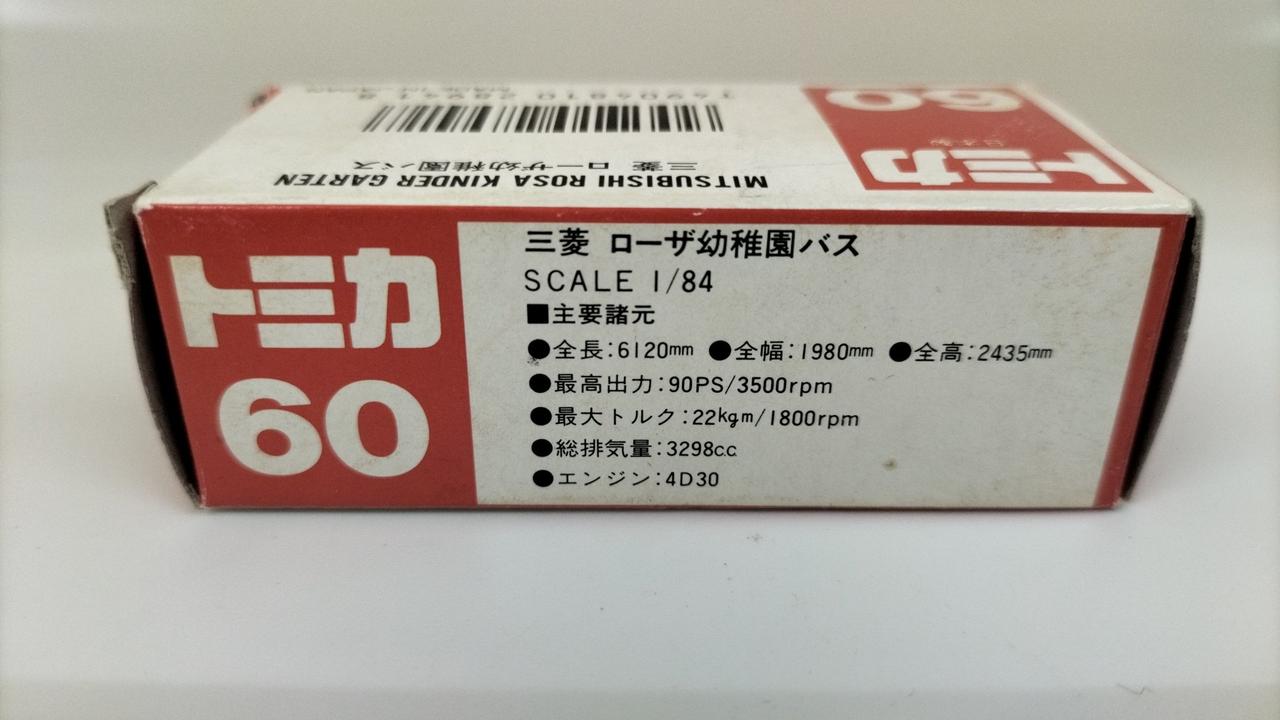 トミカ
60
三菱 ローザ幼稚園バス
SCALE 1/84
■主要諸元
●全長:6120mm ●全幅:1980mm ●全高:2435mm
●最高出力:90PS/3500rpm
●最大トルク:22kgm/1800rpm
●総排気量:3298cc
●エンジン:4D30
トミカ
日本製
60
MITSUBISHI ROSA KINDER GARTEN
三菱 ローザ幼稚園バス